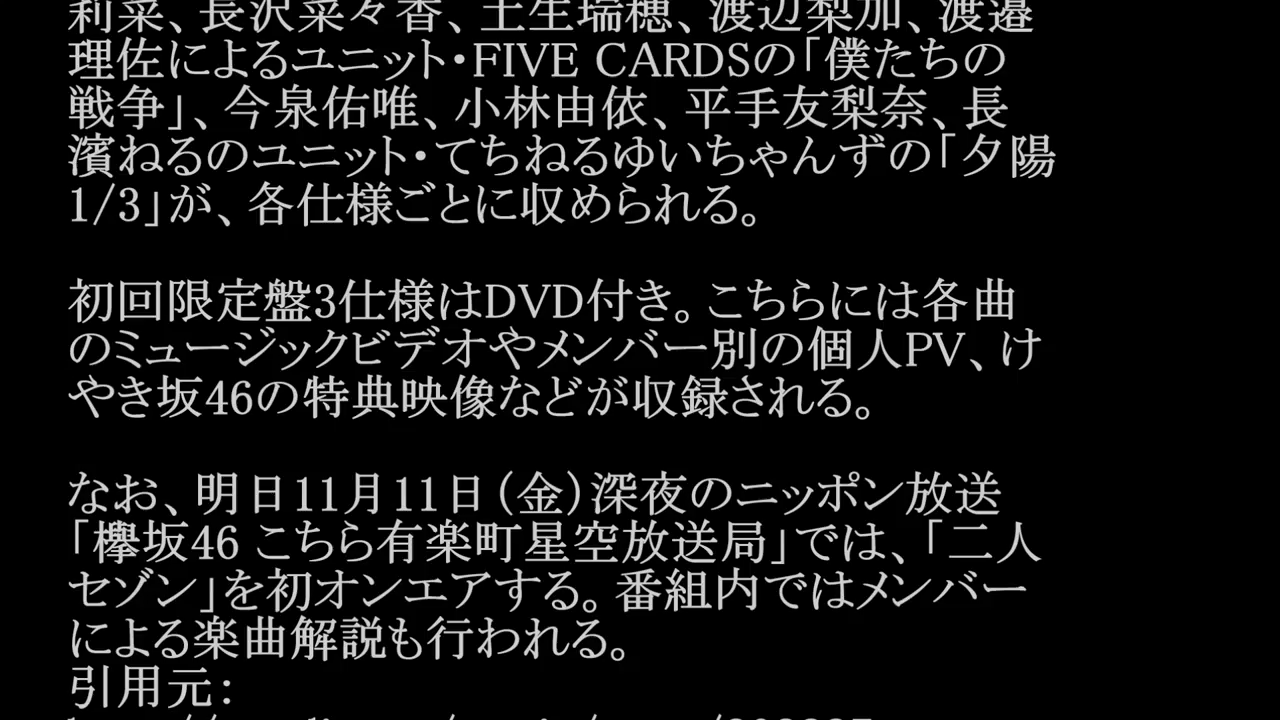 利菜、長沢菜々香、土生瑞穂、渡辺梨加、渡邉
理佐によるユニット・FIVE CARDSの「僕たちの
戦争」、今泉佑唯、小林由依、平手友梨奈、長
濱ねるのユニット・てちねるゆいちゃんずの「夕陽
1/3」が、各仕様ごとに収められる。
初回限定盤3仕様はDVD付き。こちらには各曲
のミュージックビデオやメンバー別の個人PV、け
やき坂46の特典映像などが収録される。
なお、明日11月11日（金）深夜のニッポン放送
「欅坂46 こちら有楽町星空放送局」では、「二人
セゾン」を初オンエアする。番組内ではメンバー
による楽曲解説も行われる。
引用元：